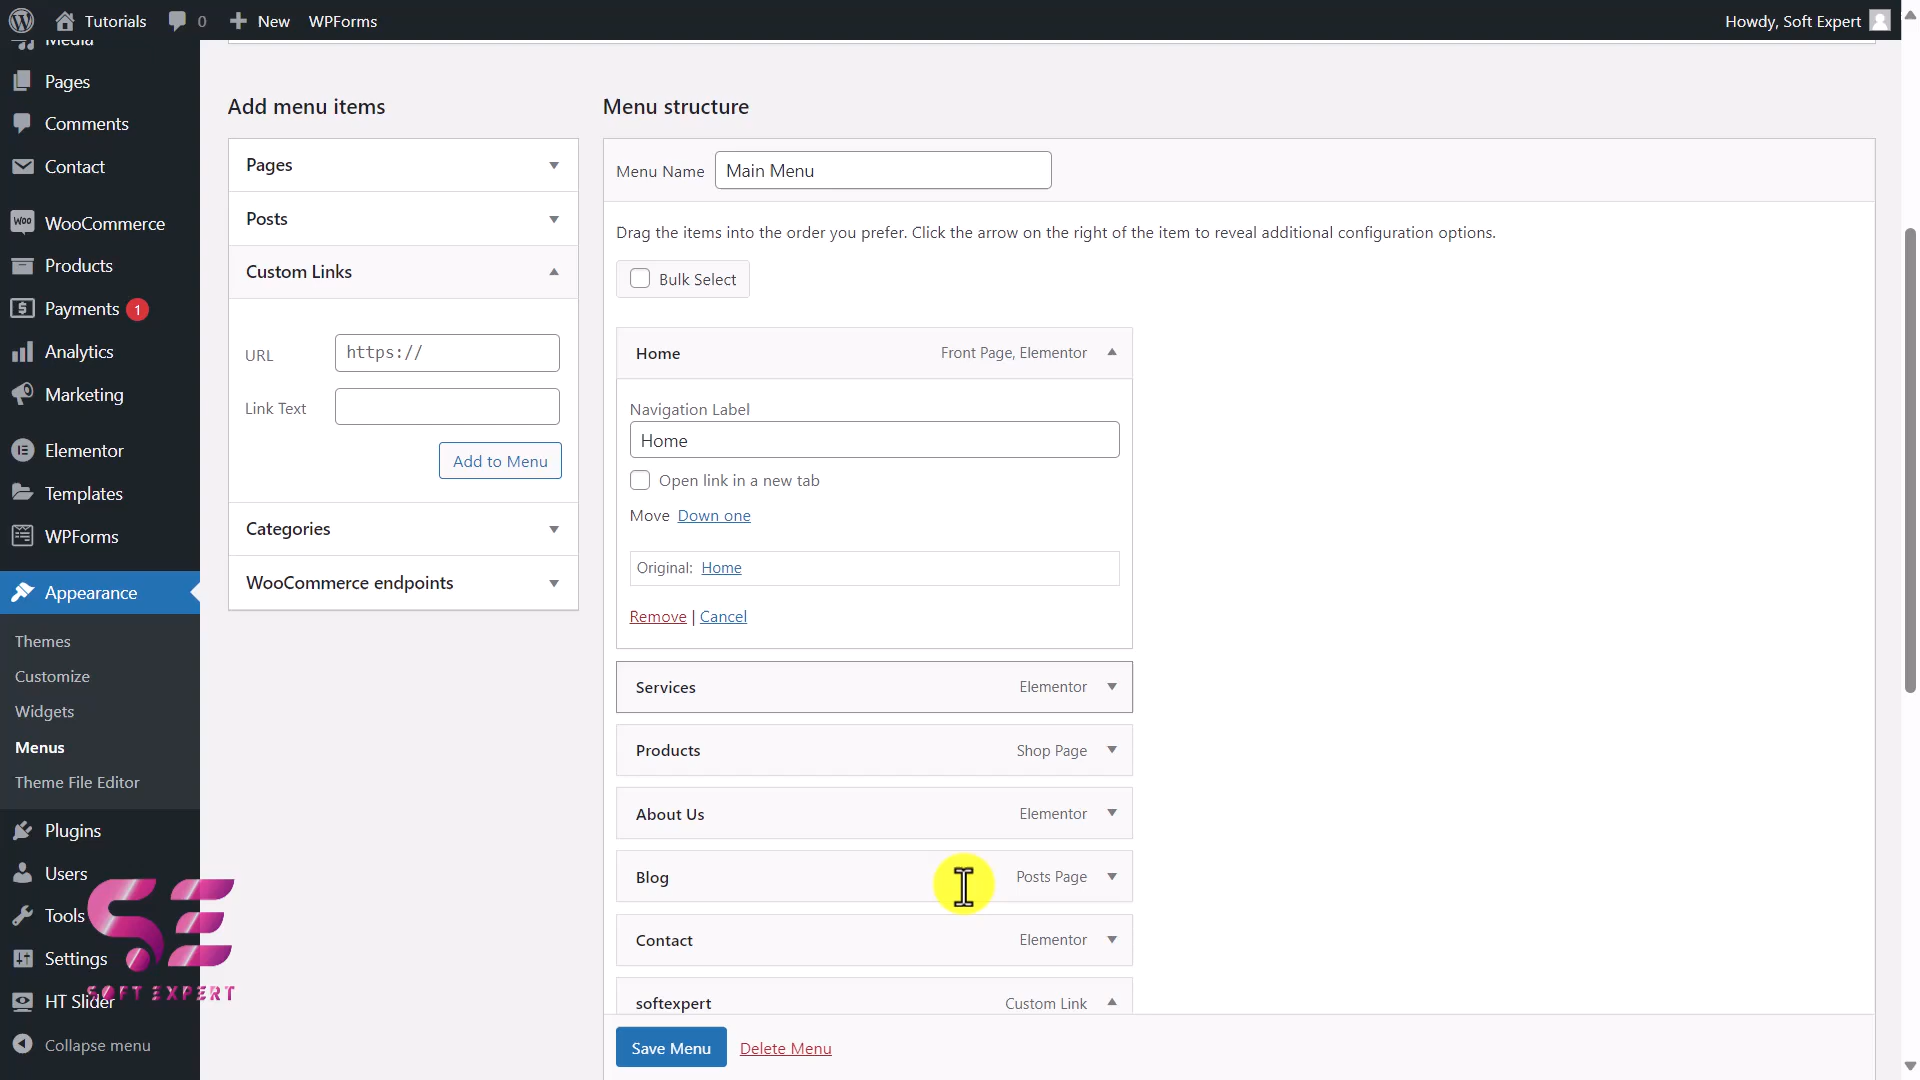 Tutorials
0
New
WPForms
Howdy, Soft Expert
Media
Pages
Comments
Contact
WooCommerce
Products
Payments 1
Analytics
Marketing
Elementor
Templates
WPForms
Appearance
Themes
Customize
Widgets
Menus
Theme File Editor
Plugins
Users
Tools
Settings
HT Slider
Collapse menu
SOFT EXPERT
Add menu items
Pages
Posts
Custom Links
URL
https://
Link Text
Add to Menu
Categories
WooCommerce endpoints
Menu structure
Menu Name
Main Menu
Drag the items into the order you prefer. Click the arrow on the right of the item to reveal additional configuration options.
Bulk Select
Home
Front Page, Elementor
Navigation Label
Home
Open link in a new tab
Move Down one
Original: Home
Remove | Cancel
Services
Elementor
Products
Shop Page
About Us
Elementor
Blog
Posts Page
Contact
Elementor
softexpert
Custom Link
Save Menu
Delete Menu